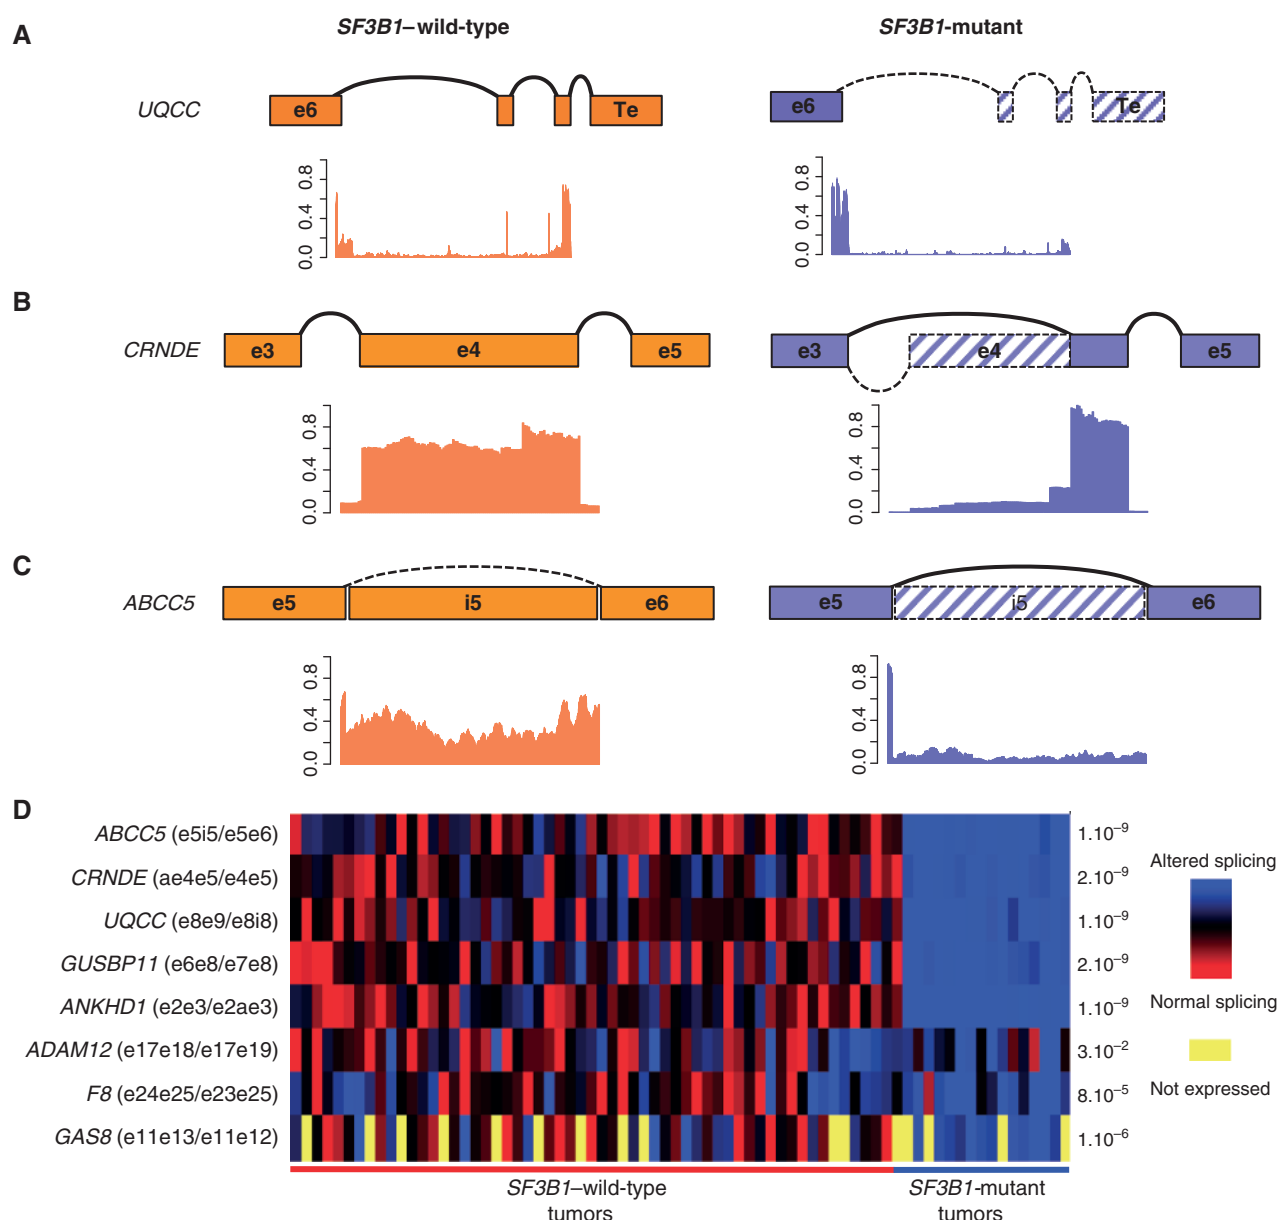 A
SF3B1–wild-type
SF3B1-mutant
UQCC
e6
Te
e6
Te
0.8
0.4
0.0
0.8
0.4
0.0
B
CRNDE
e3
e4
e5
e3
e4
e5
0.8
0.4
0.0
0.8
0.4
0.0
C
ABCC5
e5
i5
e6
e5
i5
e6
0.8
0.4
0.0
0.8
0.4
0.0
D
ABCC5 (e5i5/e5e6)
1.10⁻⁹
CRNDE (ae4e5/e4e5)
2.10⁻⁹
UQCC (e8e9/e8i8)
1.10⁻⁹
GUSBP11 (e6e8/e7e8)
2.10⁻⁹
ANKHD1 (e2e3/e2ae3)
1.10⁻⁹
ADAM12 (e17e18/e17e19)
3.10⁻²
F8 (e24e25/e23e25)
8.10⁻⁵
GAS8 (e11e13/e11e12)
1.10⁻⁶
Altered splicing
Normal splicing
Not expressed
SF3B1–wild-type
tumors
SF3B1-mutant
tumors